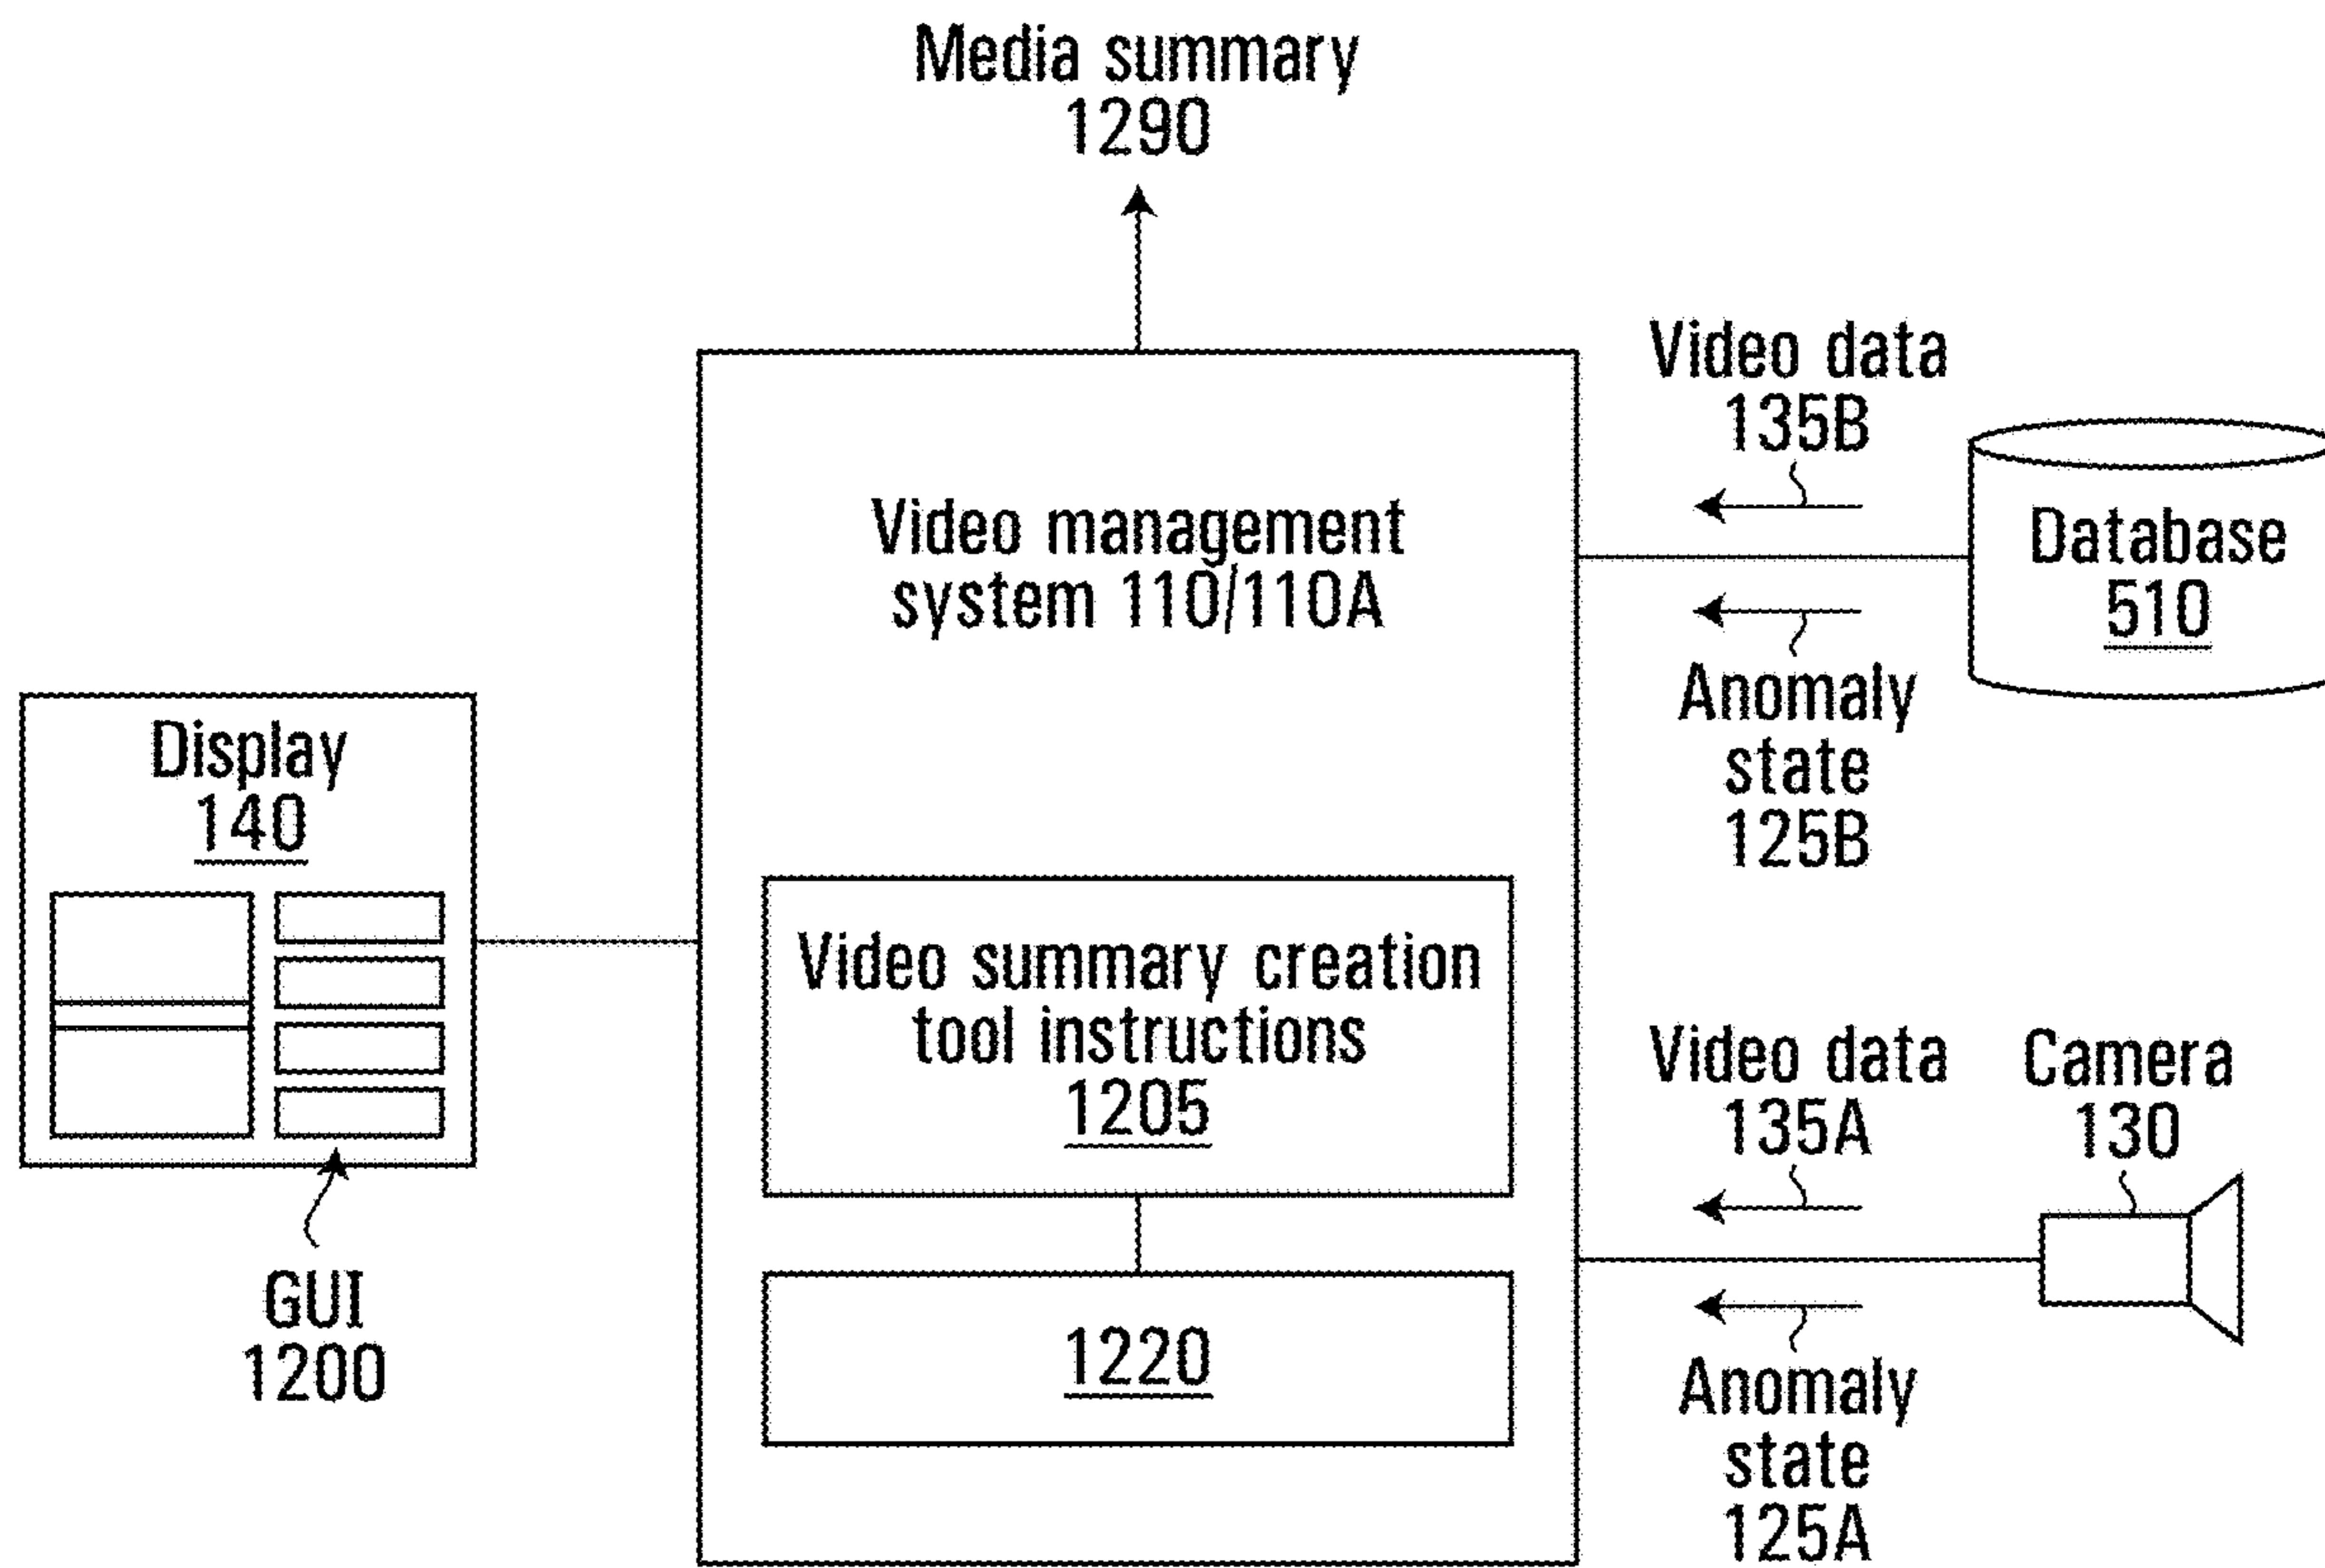 Media summary
1290
Video data
135B
Video management
system 110/110A
Database
510
Anomaly
state
125B
Display
140
Video summary creation
tool instructions
1205
Video data
135A
Camera
130
GUI
1200
1220
Anomaly
state
125A